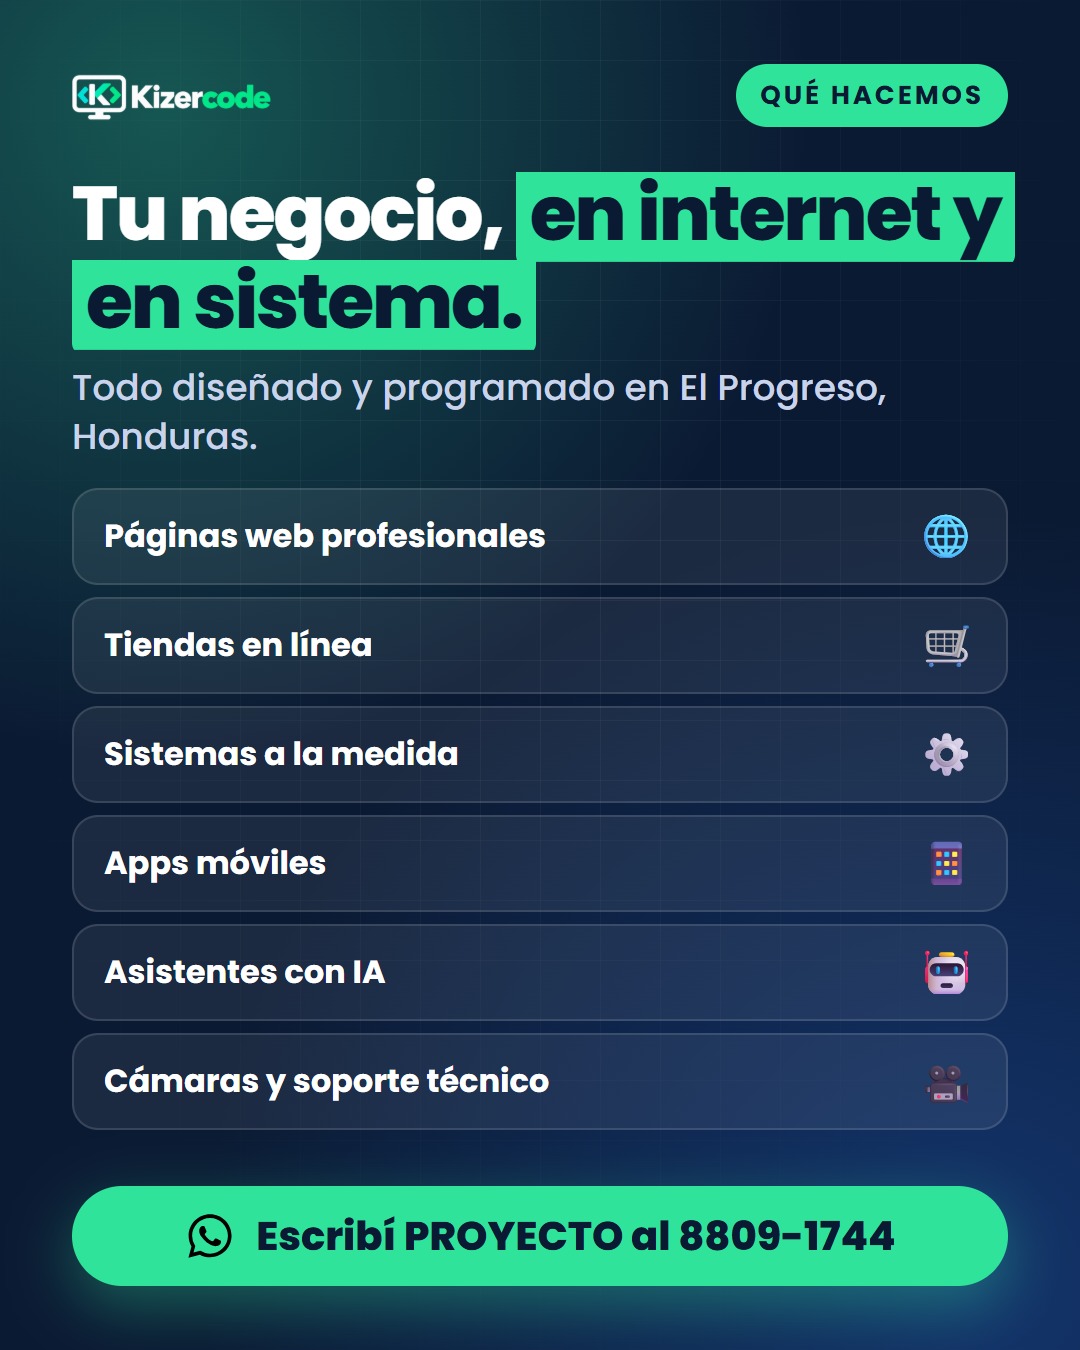 Kizercode
QUÉ HACEMOS
Tu negocio, en internet y
en sistema.
Todo diseñado y programado en El Progreso,
Honduras.
Páginas web profesionales
Tiendas en línea
Sistemas a la medida
Apps móviles
Asistentes con IA
Cámaras y soporte técnico
Escribí PROYECTO al 8809-1744